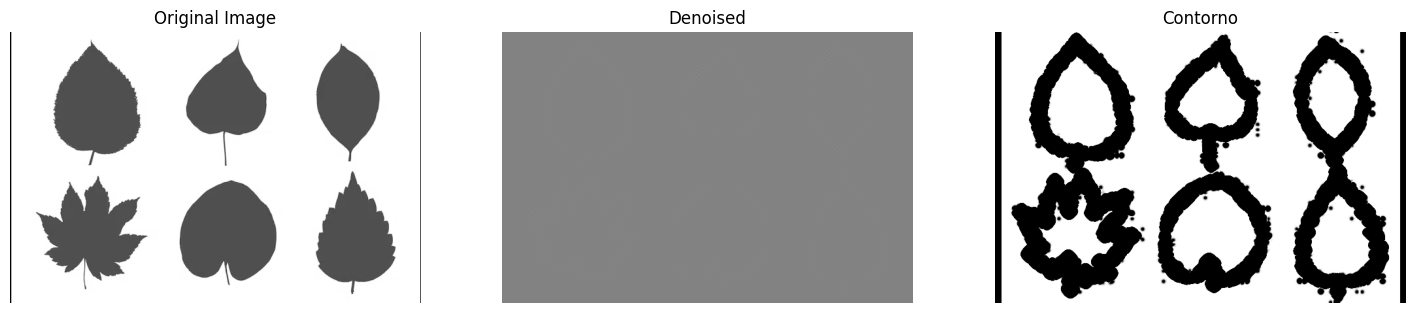 Original Image
Denoised
Contorno